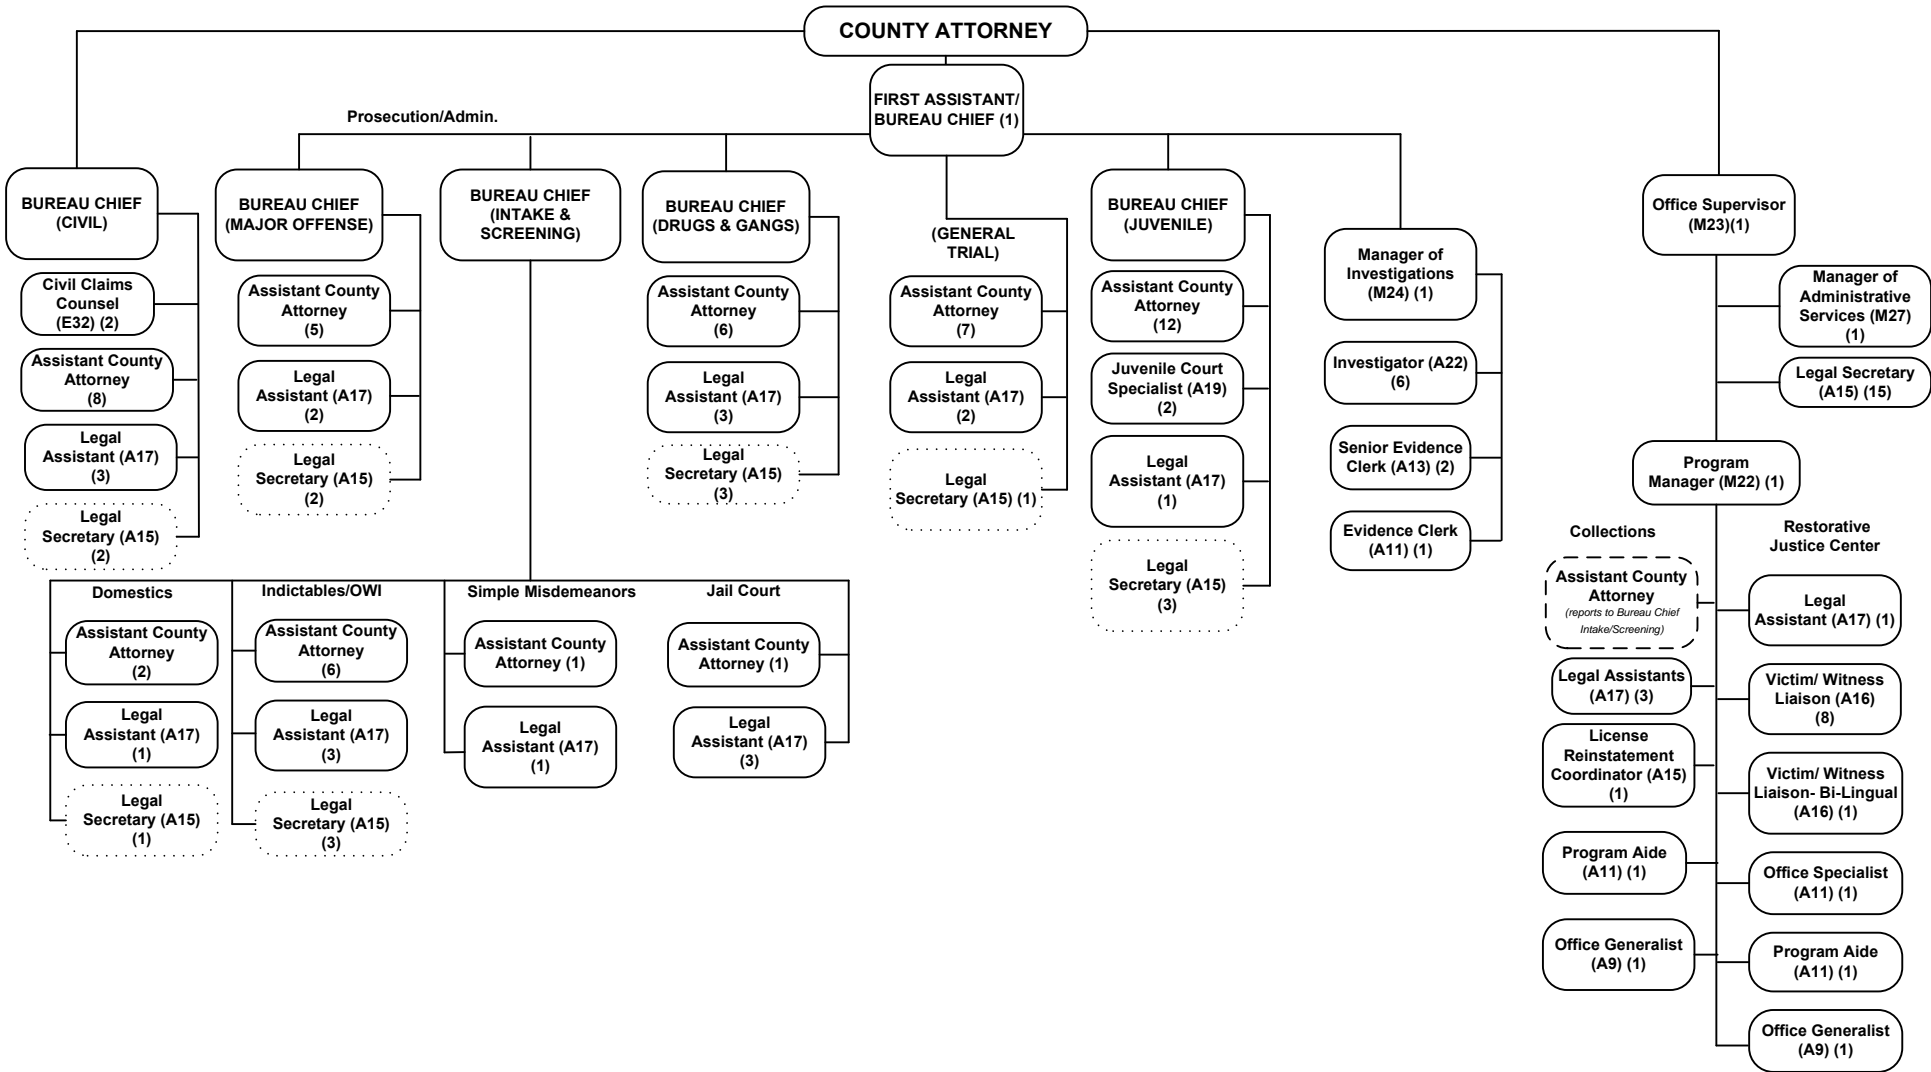 COUNTY ATTORNEY
FIRST ASSISTANT/
BUREAU CHIEF (1)
Prosecution/Admin.
BUREAU CHIEF
(CIVIL)
Civil Claims
Counsel
(E32) (2)
Assistant County
Attorney
(8)
Legal
Assistant (A17)
(3)
Legal
Secretary (A15)
(2)
BUREAU CHIEF
(MAJOR OFFENSE)
Assistant County
Attorney
(5)
Legal
Assistant (A17)
(2)
Legal
Secretary (A15)
(2)
BUREAU CHIEF
(INTAKE &
SCREENING)
BUREAU CHIEF
(DRUGS & GANGS)
Assistant County
Attorney
(6)
Legal
Assistant (A17)
(3)
Legal
Secretary (A15)
(3)
(GENERAL
TRIAL)
Assistant County
Attorney
(7)
Legal
Assistant (A17)
(2)
Legal
Secretary (A15) (1)
BUREAU CHIEF
(JUVENILE)
Assistant County
Attorney
(12)
Juvenile Court
Specialist (A19)
(2)
Legal
Assistant (A17)
(1)
Legal
Secretary (A15)
(3)
Manager of
Investigations
(M24) (1)
Investigator (A22)
(6)
Senior Evidence
Clerk (A13) (2)
Evidence Clerk
(A11) (1)
Office Supervisor
(M23)(1)
Manager of
Administrative
Services (M27)
(1)
Legal Secretary
(A15) (15)
Program
Manager (M22) (1)
Collections
Assistant County
Attorney
(reports to Bureau Chief
Intake/Screening)
Legal Assistants
(A17) (3)
License
Reinstatement
Coordinator (A15)
(1)
Program Aide
(A11) (1)
Office Generalist
(A9) (1)
Restorative
Justice Center
Legal
Assistant (A17) (1)
Victim/ Witness
Liaison (A16)
(8)
Victim/ Witness
Liaison- Bi-Lingual
(A16) (1)
Office Specialist
(A11) (1)
Program Aide
(A11) (1)
Office Generalist
(A9) (1)
Domestics
Assistant County
Attorney
(2)
Legal
Assistant (A17)
(1)
Legal
Secretary (A15)
(1)
Indictables/OWI
Assistant County
Attorney
(6)
Legal
Assistant (A17)
(3)
Legal
Secretary (A15)
(3)
Simple Misdemeanors
Assistant County
Attorney (1)
Legal
Assistant (A17)
(1)
Jail Court
Assistant County
Attorney (1)
Legal
Assistant (A17)
(3)